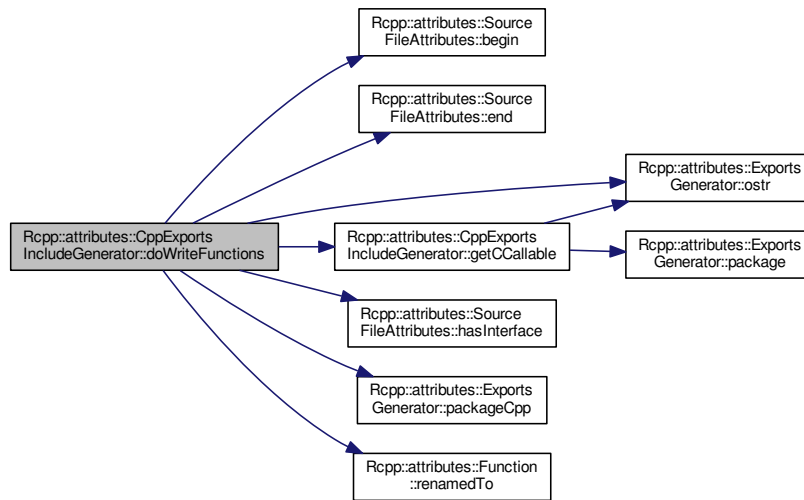 Rcpp::attributes::Source
FileAttributes::begin
Rcpp::attributes::Source
FileAttributes::end
Rcpp::attributes::Exports
Generator::ostr
Rcpp::attributes::CppExports
IncludeGenerator::doWriteFunctions
Rcpp::attributes::CppExports
IncludeGenerator::getCCallable
Rcpp::attributes::Exports
Generator::package
Rcpp::attributes::Source
FileAttributes::hasInterface
Rcpp::attributes::Exports
Generator::packageCpp
Rcpp::attributes::Function
::renamedTo